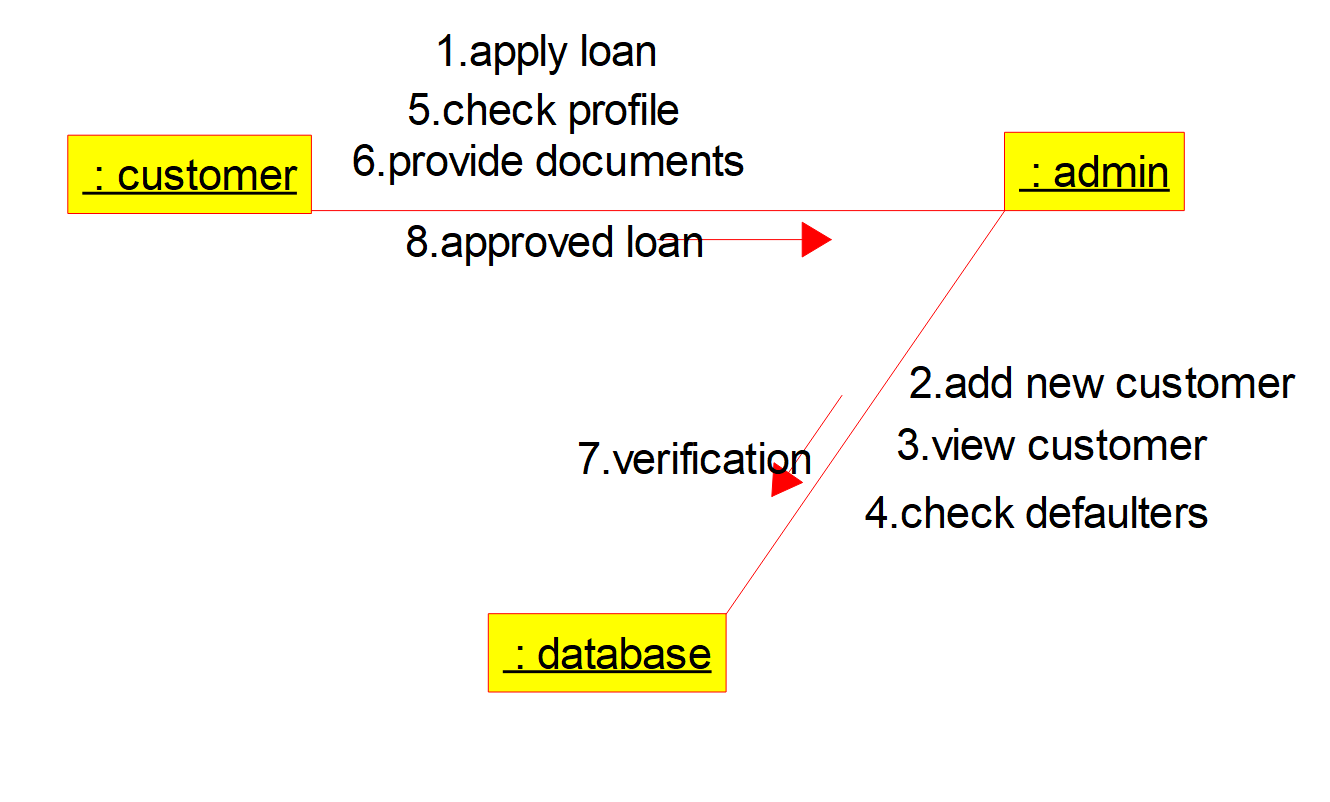 1.apply loan
5.check profile
6.provide documents
: customer
: admin
8.approved loan
2.add new customer
3.view customer
7.verification
4.check defaulters
: database